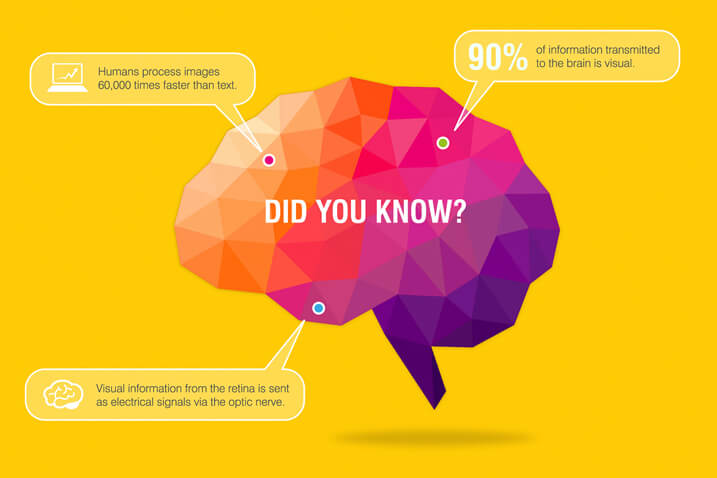 Humans process images
60,000 times faster than text.
90%
of information transmitted
to the brain is visual.
DID YOU KNOW?
Visual information from the retina is sent
as electrical signals via the optic nerve.